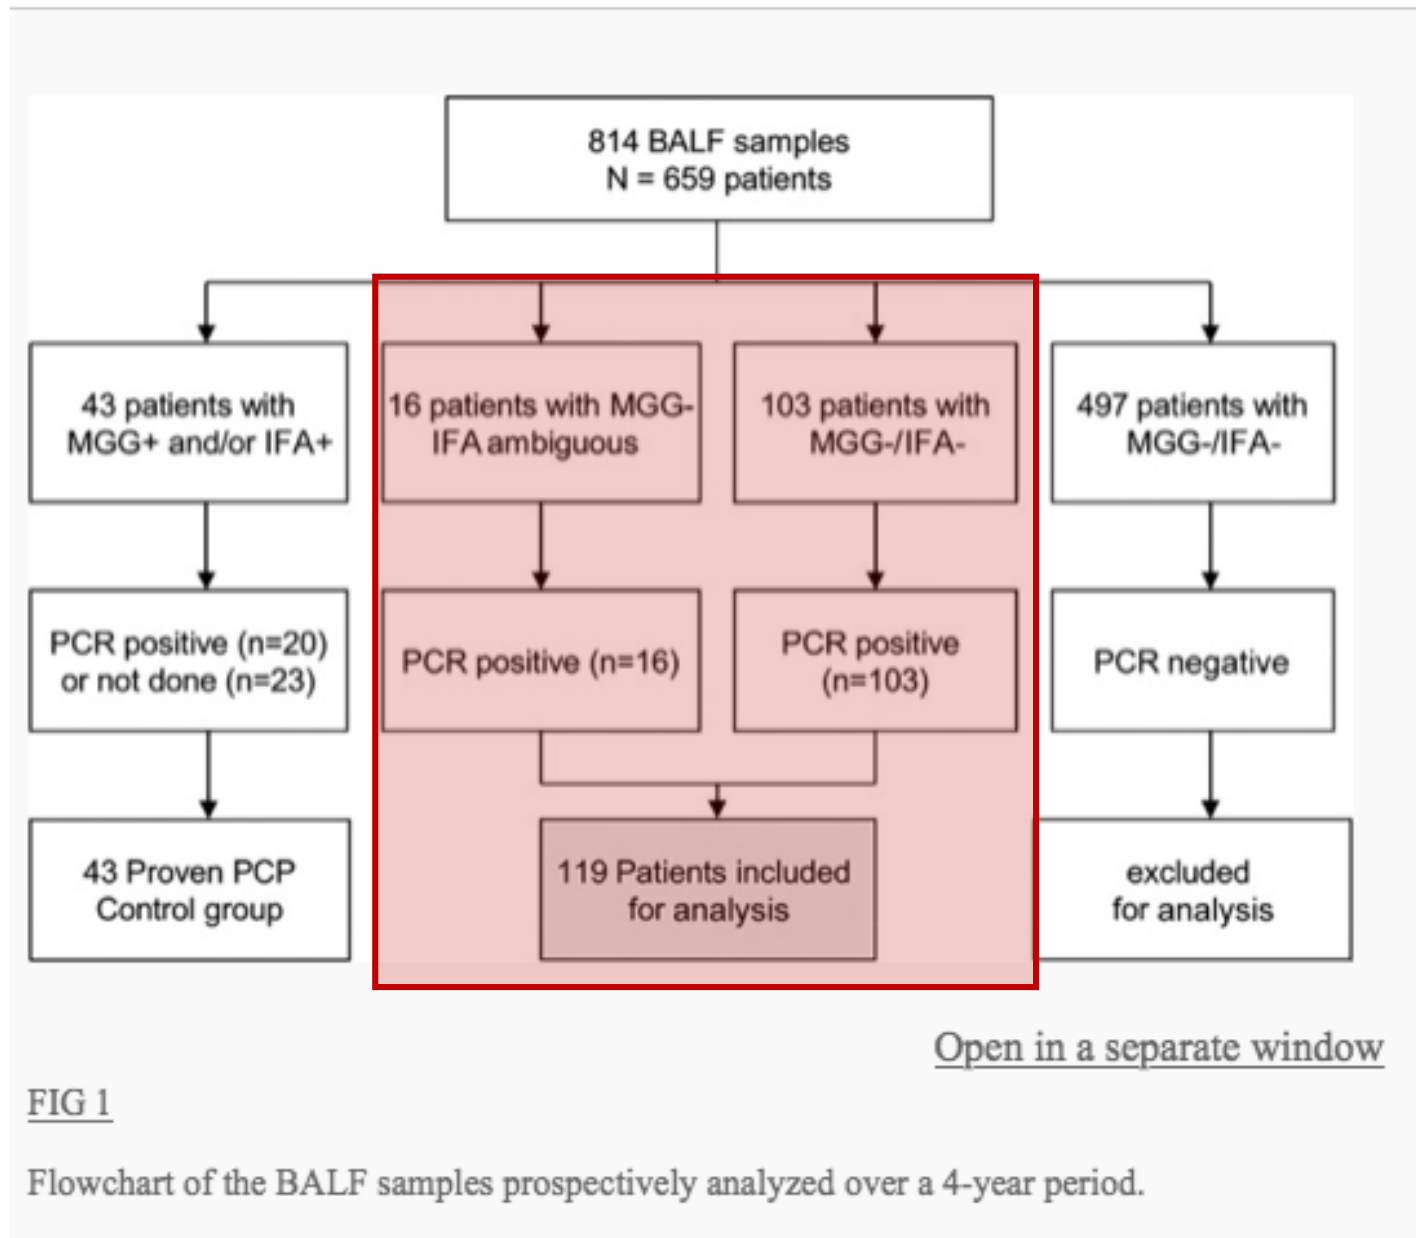 814 BALF samples
N = 659 patients
43 patients with
MGG+ and/or IFA+
16 patients with MGG-
IFA ambiguous
103 patients with
MGG-/IFA-
497 patients with
MGG-/IFA-
PCR positive (n=20)
or not done (n=23)
PCR positive (n=16)
PCR positive
(n=103)
PCR negative
43 Proven PCP
Control group
119 Patients included
for analysis
excluded
for analysis
Open in a separate window
FIG 1
Flowchart of the BALF samples prospectively analyzed over a 4-year period.